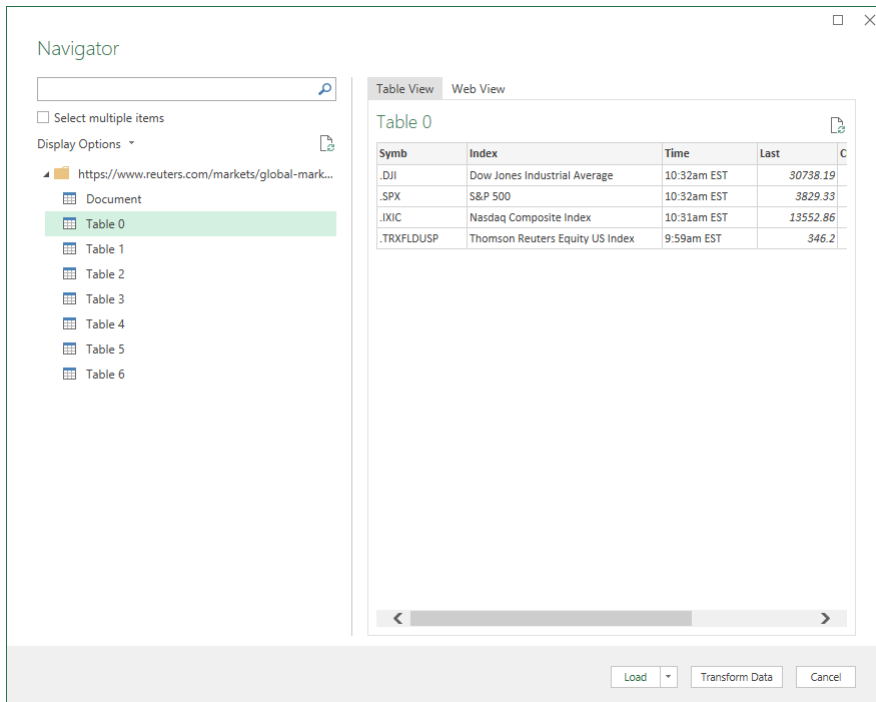 Navigator
Select multiple items
Display Options
https://www.reuters.com/markets/global-mark...
Document
Table 0
Table 1
Table 2
Table 3
Table 4
Table 5
Table 6
Table View Web View
Table 0
Symb Index Time Last C
.DJI Dow Jones Industrial Average 10:32am EST 30738.19
.SPX S&P 500 10:32am EST 3829.33
.IXIC Nasdaq Composite Index 10:31am EST 13552.86
.TRXFLDUSP Thomson Reuters Equity US Index 9:59am EST 346.2
Load Transform Data Cancel